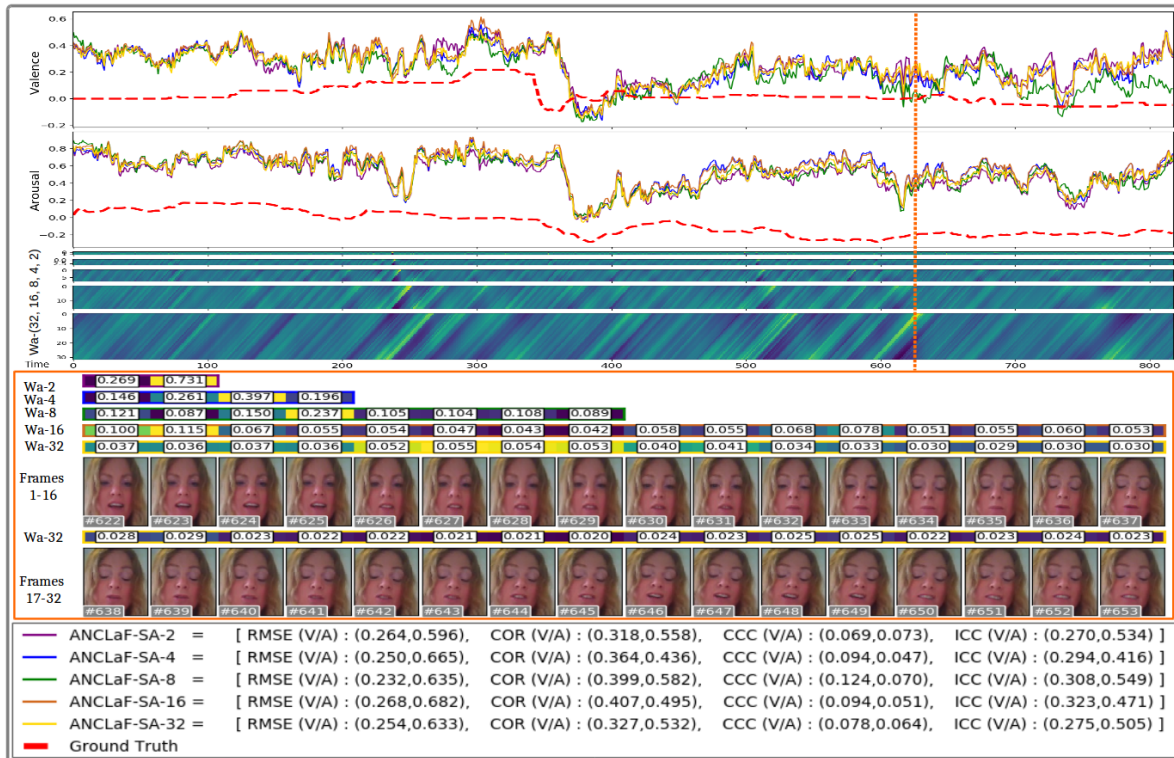 0.6
0.4
0.2
0.0
−0.2
Valence
0.8
0.6
0.4
0.2
0.0
−0.2
Arousal
Wa-(32, 16, 8, 4, 2)
0
10
0
30
Time
0 100 200 300 400 500 600 700 800
Wa-2 0.269 0.731
Wa-4 0.146 0.261 0.397 0.196
Wa-8 0.121 0.087 0.150 0.237 0.105 0.104 0.108 0.089
Wa-16 0.100 0.115 0.067 0.055 0.054 0.047 0.043 0.042 0.058 0.055 0.068 0.078 0.051 0.055 0.060 0.053
Wa-32 0.037 0.036 0.037 0.036 0.052 0.055 0.054 0.053 0.040 0.041 0.034 0.033 0.030 0.029 0.030 0.030
Frames
1-16
#622 #623 #624 #625 #626 #627 #628 #629 #630 #631 #632 #633 #634 #635 #636 #637
Wa-32 0.028 0.029 0.023 0.022 0.022 0.021 0.021 0.020 0.024 0.023 0.025 0.025 0.022 0.023 0.024 0.023
Frames
17-32
#638 #639 #640 #641 #642 #643 #644 #645 #646 #647 #648 #649 #650 #651 #652 #653
ANCLaF-SA-2 = [ RMSE (V/A) : (0.264,0.596), COR (V/A) : (0.318,0.558), CCC (V/A) : (0.069,0.073), ICC (V/A) : (0.270,0.534) ]
ANCLaF-SA-4 = [ RMSE (V/A) : (0.250,0.665), COR (V/A) : (0.364,0.436), CCC (V/A) : (0.094,0.047), ICC (V/A) : (0.294,0.416) ]
ANCLaF-SA-8 = [ RMSE (V/A) : (0.232,0.635), COR (V/A) : (0.399,0.582), CCC (V/A) : (0.124,0.070), ICC (V/A) : (0.308,0.549) ]
ANCLaF-SA-16 = [ RMSE (V/A) : (0.268,0.682), COR (V/A) : (0.407,0.495), CCC (V/A) : (0.094,0.051), ICC (V/A) : (0.323,0.471) ]
ANCLaF-SA-32 = [ RMSE (V/A) : (0.254,0.633), COR (V/A) : (0.327,0.532), CCC (V/A) : (0.078,0.064), ICC (V/A) : (0.275,0.505) ]
Ground Truth